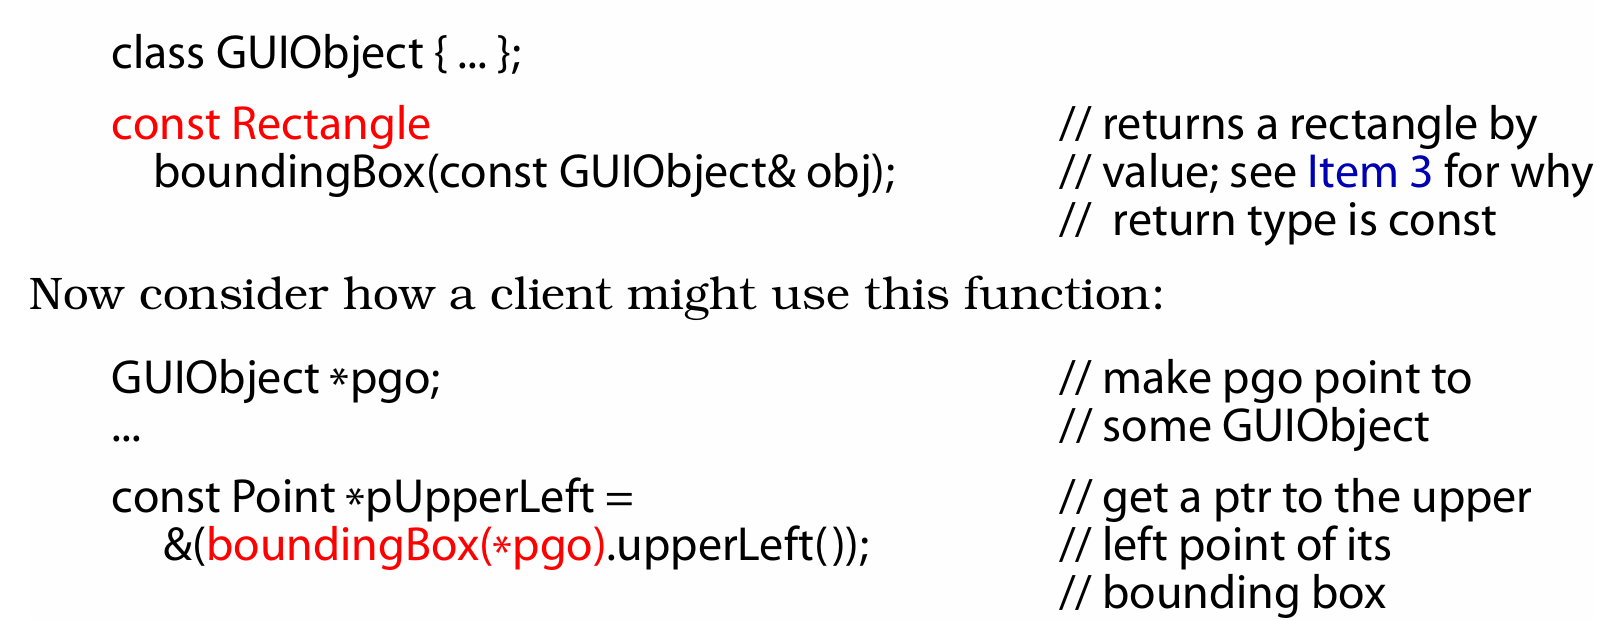 class GUIObject { ... };
const Rectangle // returns a rectangle by
boundingBox(const GUIObject& obj); // value; see Item 3 for why
// return type is const
Now consider how a client might use this function:
GUIObject *pgo; // make pgo point to
... // some GUIObject
const Point *pUpperLeft = // get a ptr to the upper
&(boundingBox(*pgo).upperLeft()); // left point of its
// bounding box